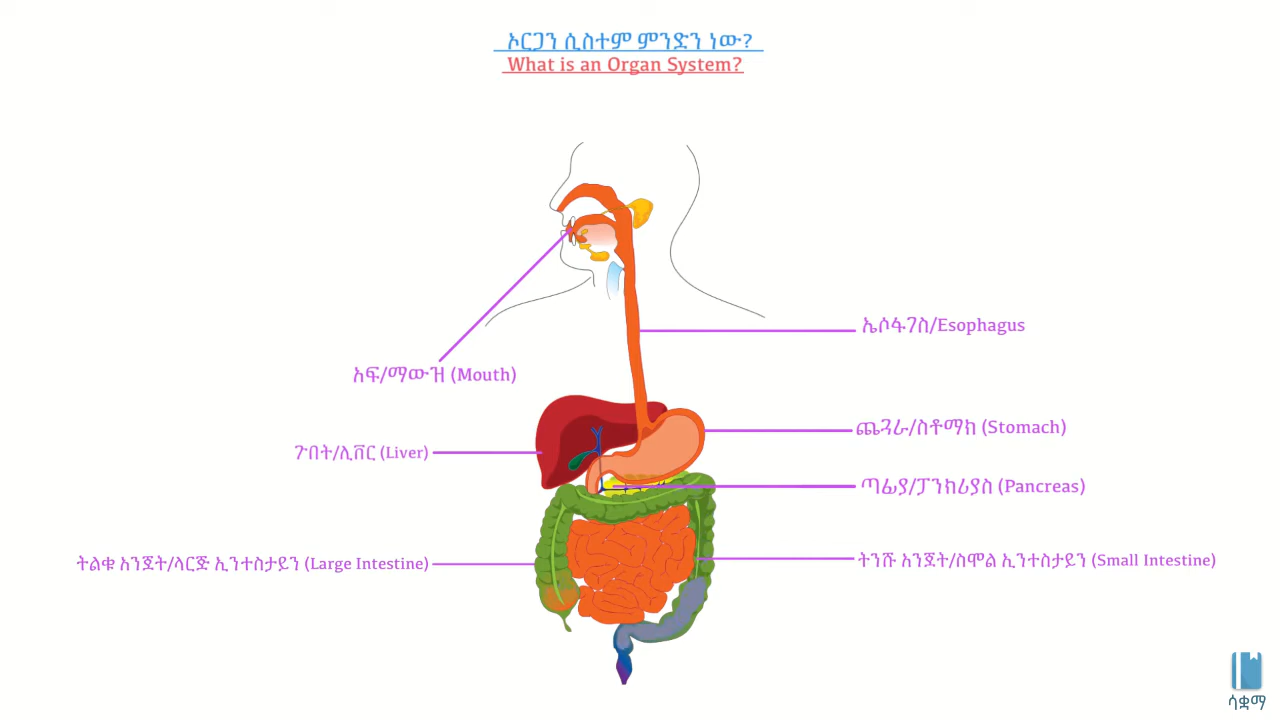 ኦርጋን ሲስተም ምንድን ነው?
What is an Organ System?
ኤሶፋገስ/Esophagus
አፍ/ማውዝ (Mouth)
ጨጓራ/ስቶማክ (Stomach)
ጉበት/ሊቨር (Liver)
ጣፊያ/ፓንክሪያስ (Pancreas)
ትልቁ አንጀት/ላርጅ ኢንተስታይን (Large Intestine)
ትንሹ አንጀት/ስሞል ኢንተስታይን (Small Intestine)
ሳቋማ